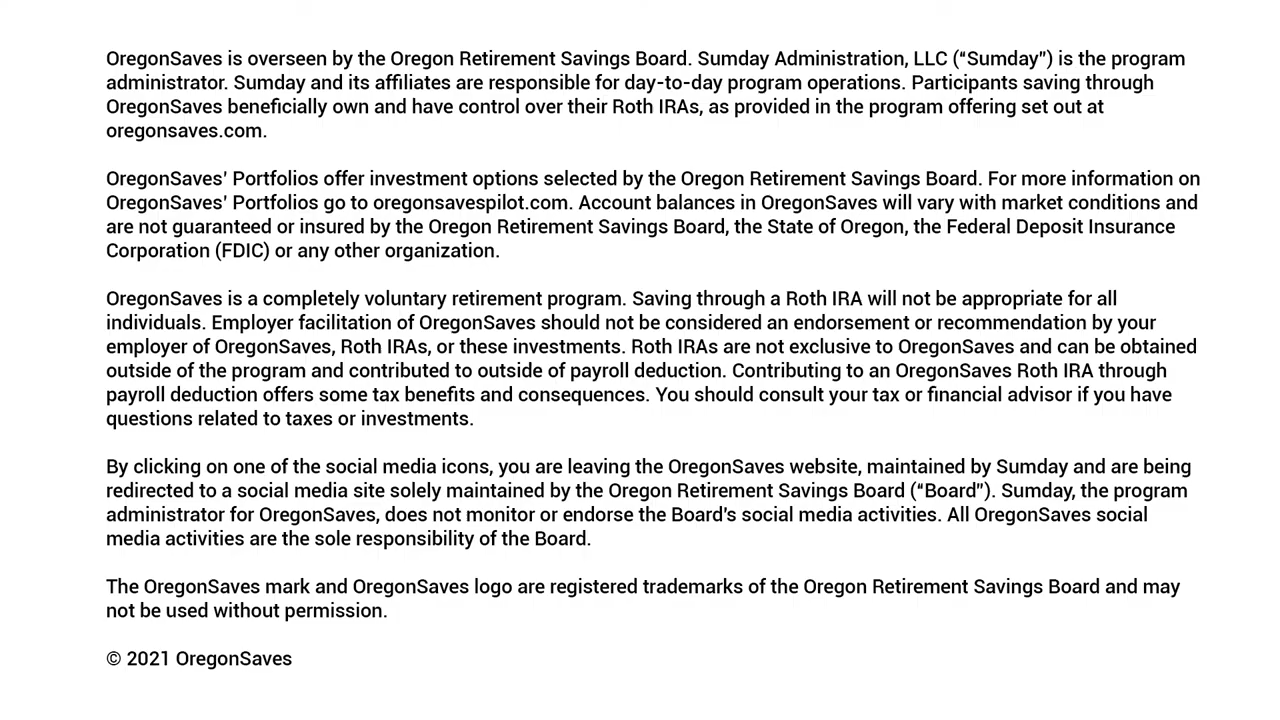 OregonSaves is overseen by the Oregon Retirement Savings Board. Sumday Administration, LLC (“Sumday”) is the program
administrator. Sumday and its affiliates are responsible for day-to-day program operations. Participants saving through
OregonSaves beneficially own and have control over their Roth IRAs, as provided in the program offering set out at
oregonsaves.com.
OregonSaves’ Portfolios offer investment options selected by the Oregon Retirement Savings Board. For more information on
OregonSaves’ Portfolios go to oregonsavespilot.com. Account balances in OregonSaves will vary with market conditions and
are not guaranteed or insured by the Oregon Retirement Savings Board, the State of Oregon, the Federal Deposit Insurance
Corporation (FDIC) or any other organization.
OregonSaves is a completely voluntary retirement program. Saving through a Roth IRA will not be appropriate for all
individuals. Employer facilitation of OregonSaves should not be considered an endorsement or recommendation by your
employer of OregonSaves, Roth IRAs, or these investments. Roth IRAs are not exclusive to OregonSaves and can be obtained
outside of the program and contributed to outside of payroll deduction. Contributing to an OregonSaves Roth IRA through
payroll deduction offers some tax benefits and consequences. You should consult your tax or financial advisor if you have
questions related to taxes or investments.
By clicking on one of the social media icons, you are leaving the OregonSaves website, maintained by Sumday and are being
redirected to a social media site solely maintained by the Oregon Retirement Savings Board (“Board”). Sumday, the program
administrator for OregonSaves, does not monitor or endorse the Board’s social media activities. All OregonSaves social
media activities are the sole responsibility of the Board.
The OregonSaves mark and OregonSaves logo are registered trademarks of the Oregon Retirement Savings Board and may
not be used without permission.
© 2021 OregonSaves